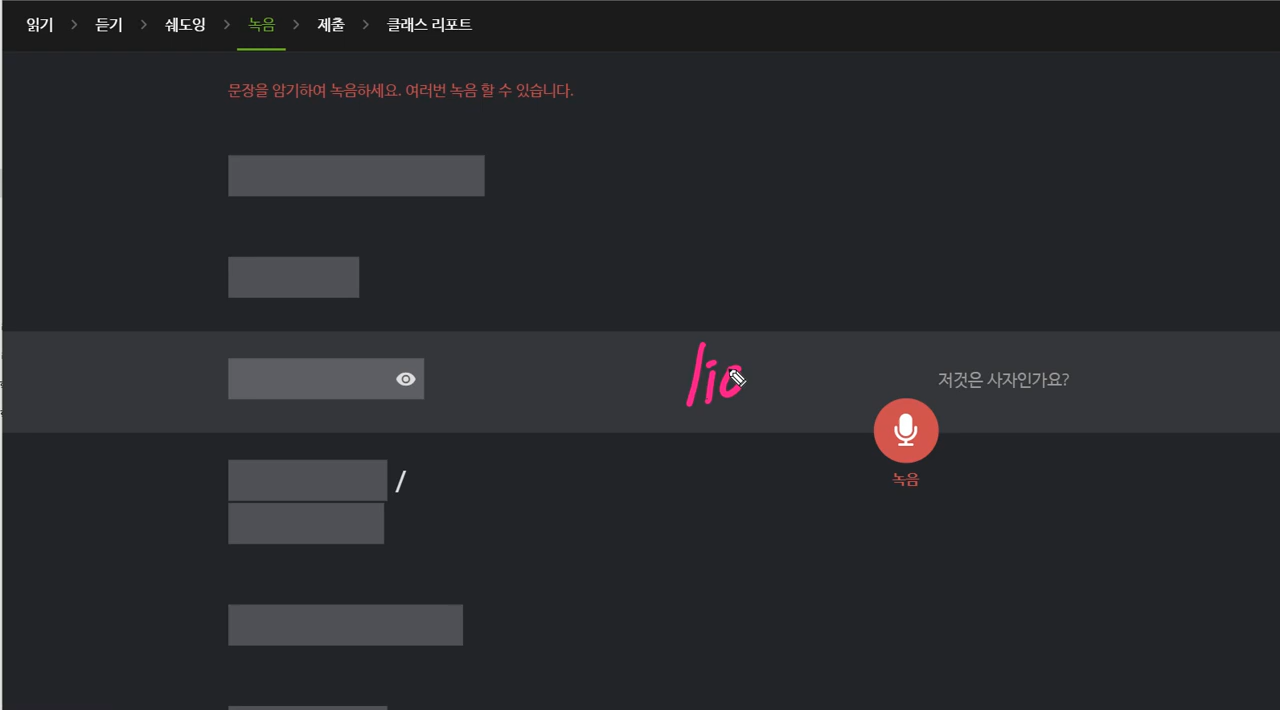 읽기 > 듣기 > 쉐도잉 > 녹음 > 제출 > 클래스 리포트
문장을 암기하여 녹음하세요. 여러번 녹음 할 수 있습니다.
lio
저것은 사자인가요?
/
녹음